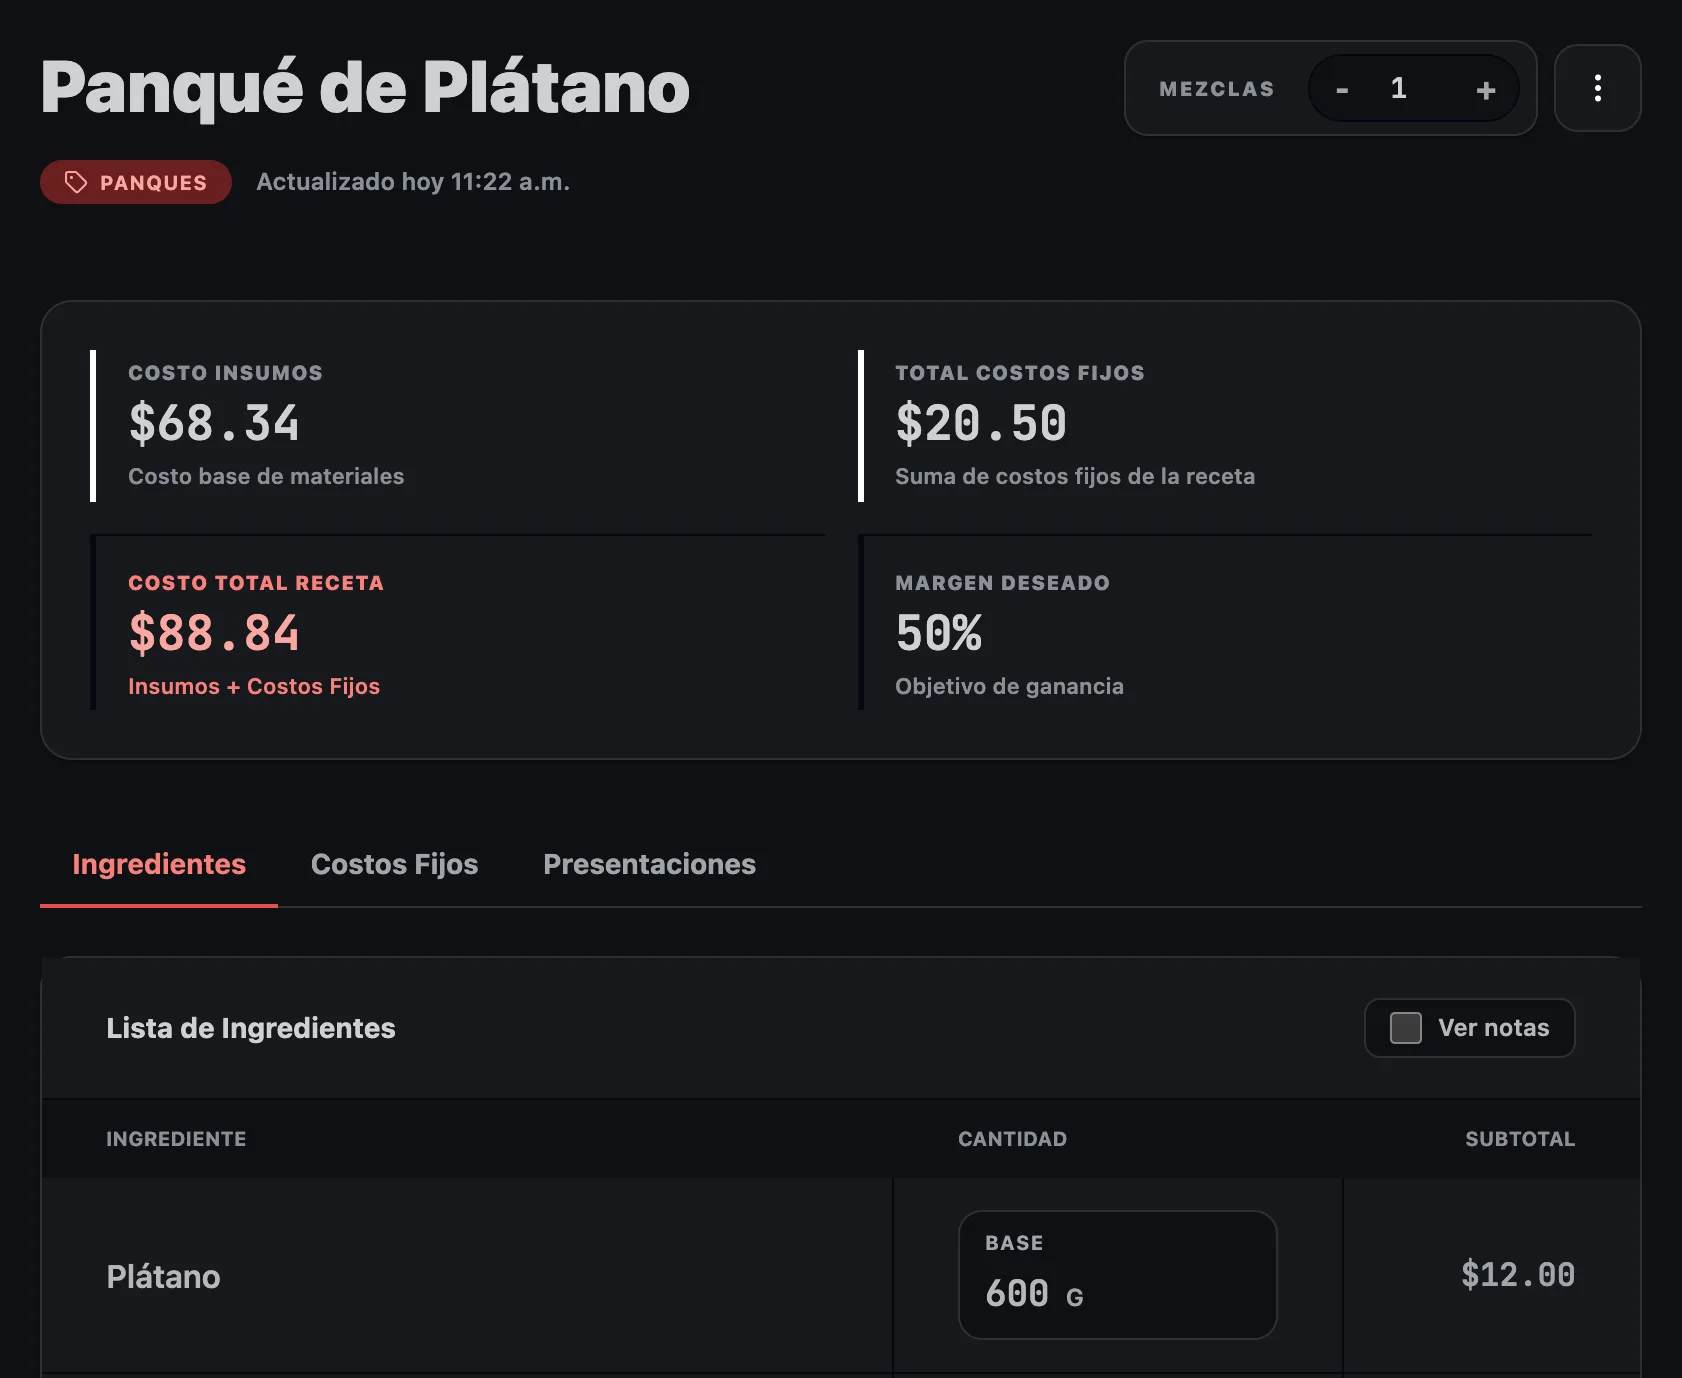 Panqué de Plátano
MEZCLAS - 1 +
PANQUES
Actualizado hoy 11:22 a.m.
COSTO INSUMOS
$68.34
Costo base de materiales
TOTAL COSTOS FIJOS
$20.50
Suma de costos fijos de la receta
COSTO TOTAL RECETA
$88.84
Insumos + Costos Fijos
MARGEN DESEADO
50%
Objetivo de ganancia
Ingredientes
Costos Fijos
Presentaciones
Lista de Ingredientes
Ver notas
INGREDIENTE
CANTIDAD
SUBTOTAL
Plátano
BASE
600 G
$12.00